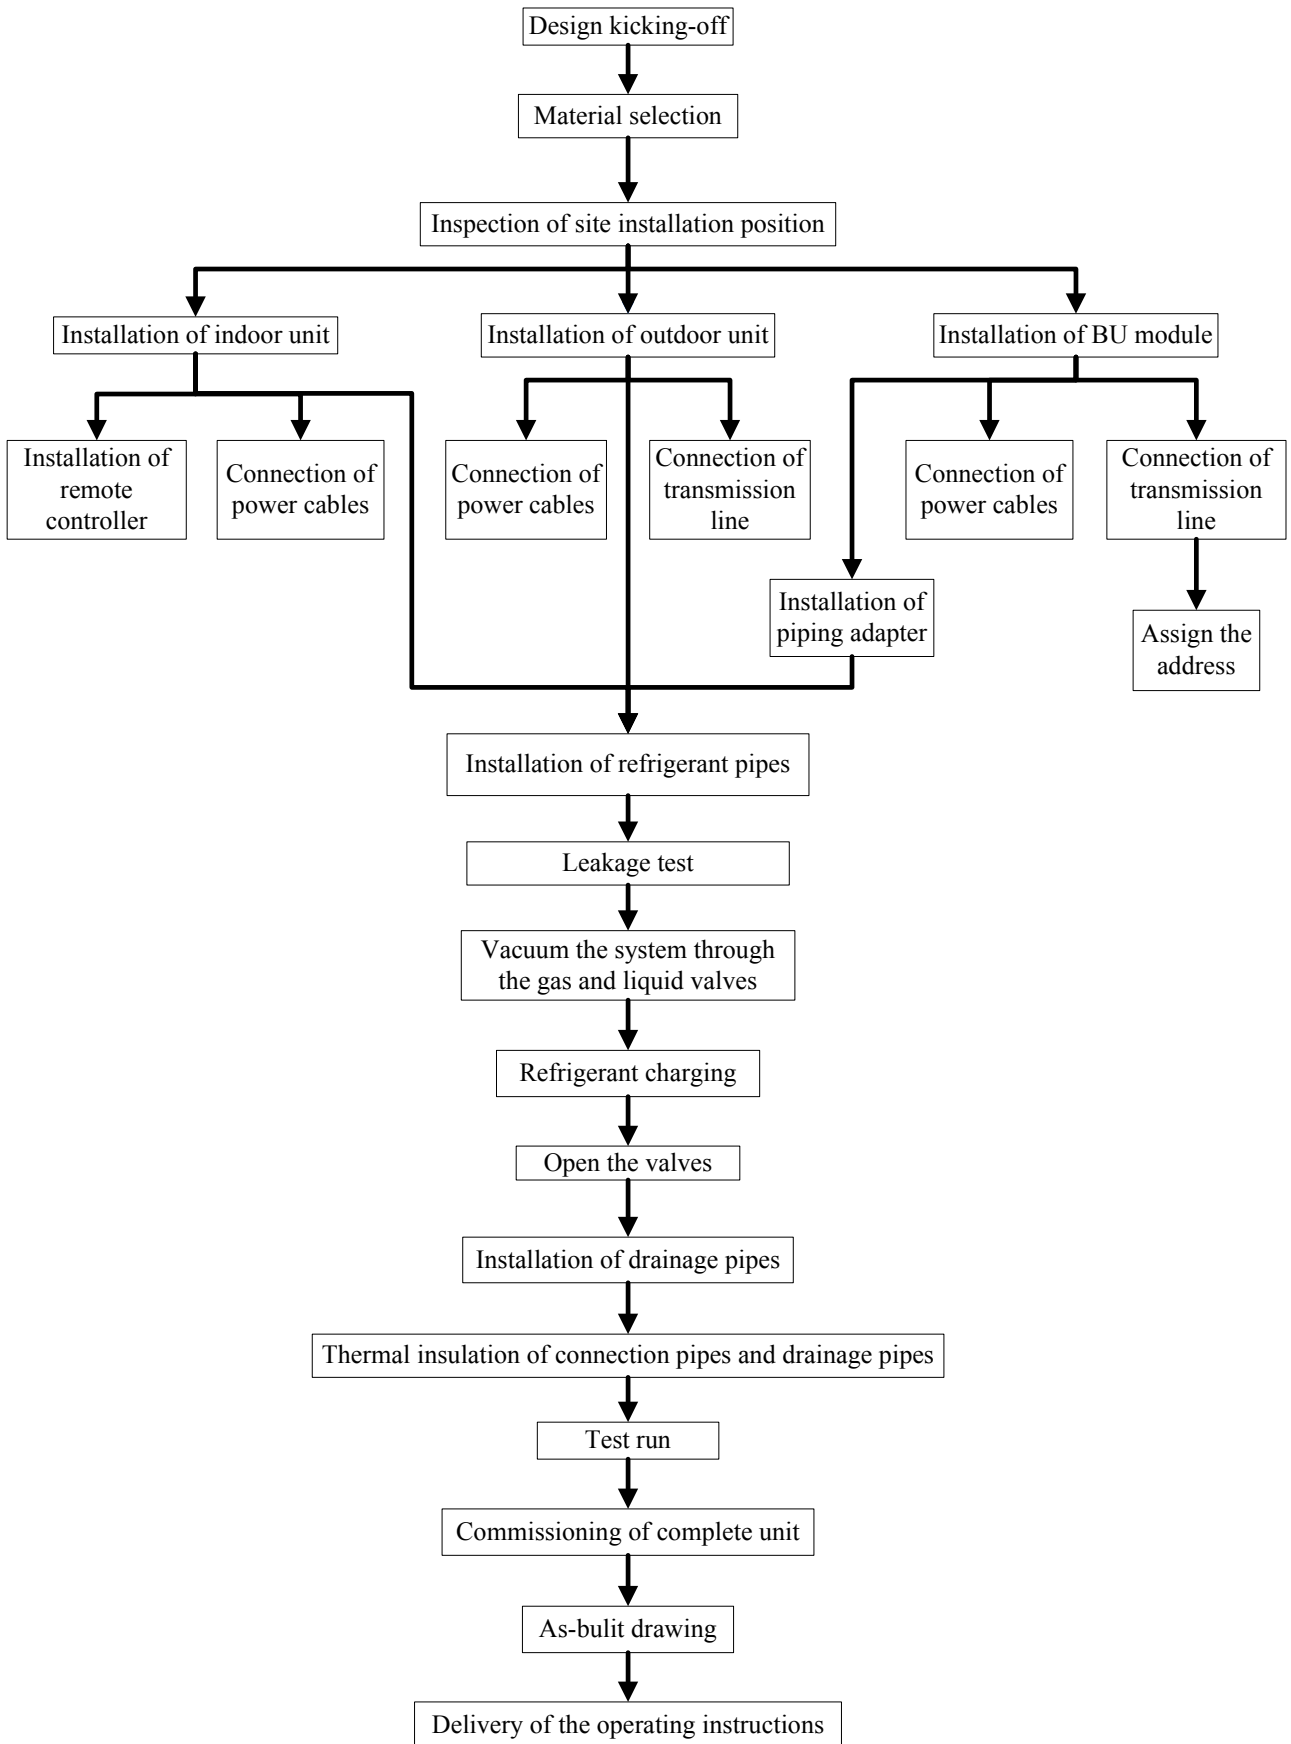 Design kicking-off
Material selection
Inspection of site installation position
Installation of indoor unit
Installation of outdoor unit
Installation of BU module
Installation of
remote
controller
Connection of
power cables
Connection of
power cables
Connection of
transmission
line
Connection of
power cables
Connection of
transmission
line
Installation of
piping adapter
Assign the
address
Installation of refrigerant pipes
Leakage test
Vacuum the system through
the gas and liquid valves
Refrigerant charging
Open the valves
Installation of drainage pipes
Thermal insulation of connection pipes and drainage pipes
Test run
Commissioning of complete unit
As-bulit drawing
Delivery of the operating instructions